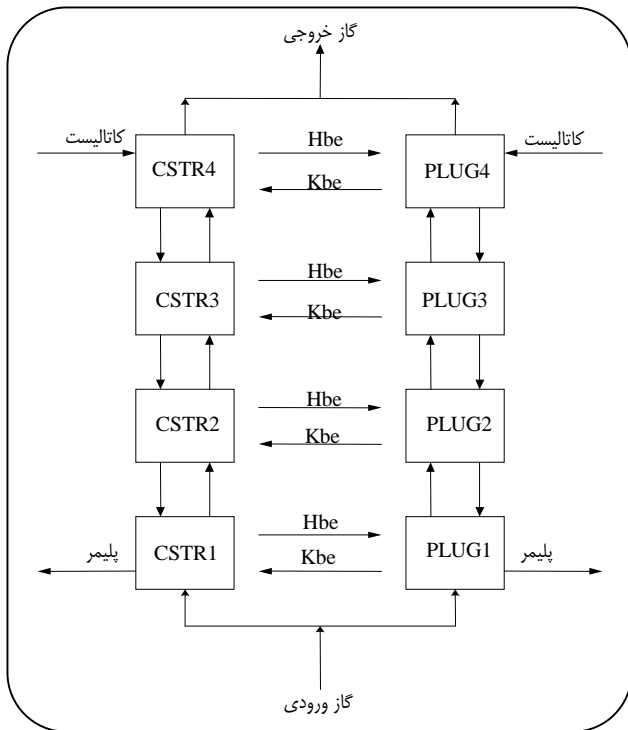 گاز خروجی
کاتالیست
Hbe
کاتالیست
CSTR4
Kbe
PLUG4
Hbe
CSTR3
Kbe
PLUG3
Hbe
CSTR2
Kbe
PLUG2
Hbe
پلیمر
CSTR1
Kbe
PLUG1
پلیمر
گاز ورودی